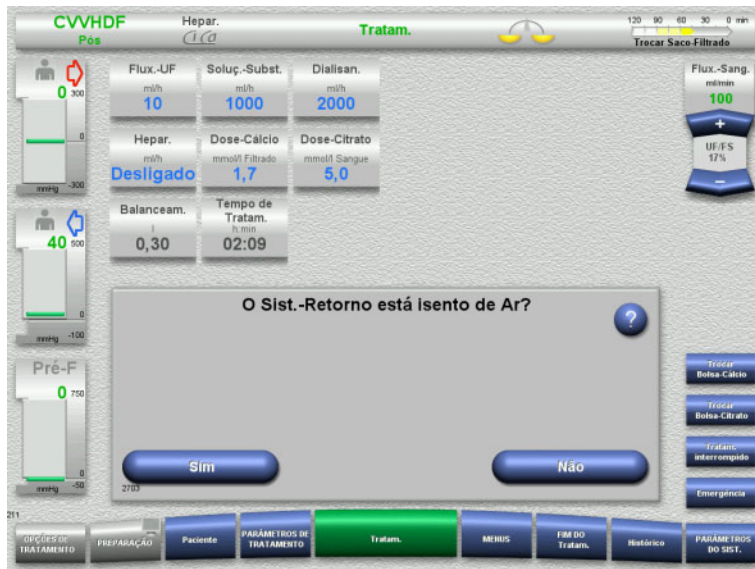 CVVHDF
Pós
Hepar.
Tratam.
120 90 60 30 0 min
Trocar Saco-Filtrado
0 300
0
mmHg -300
40 500
0
mmHg -100
Pré-F
0 750
0
mmHg -50
Flux.-UF
ml/h
10
Soluç.-Subst.
ml/h
1000
Dialisan.
ml/h
2000
Hepar.
ml/h
Desligado
Dose-Cálcio
mmol/l Filtrado
1,7
Dose-Citrato
mmol/l Sangue
5,0
Balanceam.
l
0,30
Tempo de
Tratam.
h:min
02:09
Flux.-Sang.
ml/min
100
+
UF/FS
17%
−
O Sist.-Retorno está isento de Ar?
?
Sim
Não
2703
Trocar
Bolsa-Cálcio
Trocar
Bolsa-Citrato
Tratam.
interrompido
Emergência
211
OPÇÕES DE
TRATAMENTO
PREPARAÇÃO
Paciente
PARÂMETROS DE
TRATAMENTO
Tratam.
MENUS
FIM DO
Tratam.
Histórico
PARÂMETROS
DO SIST.